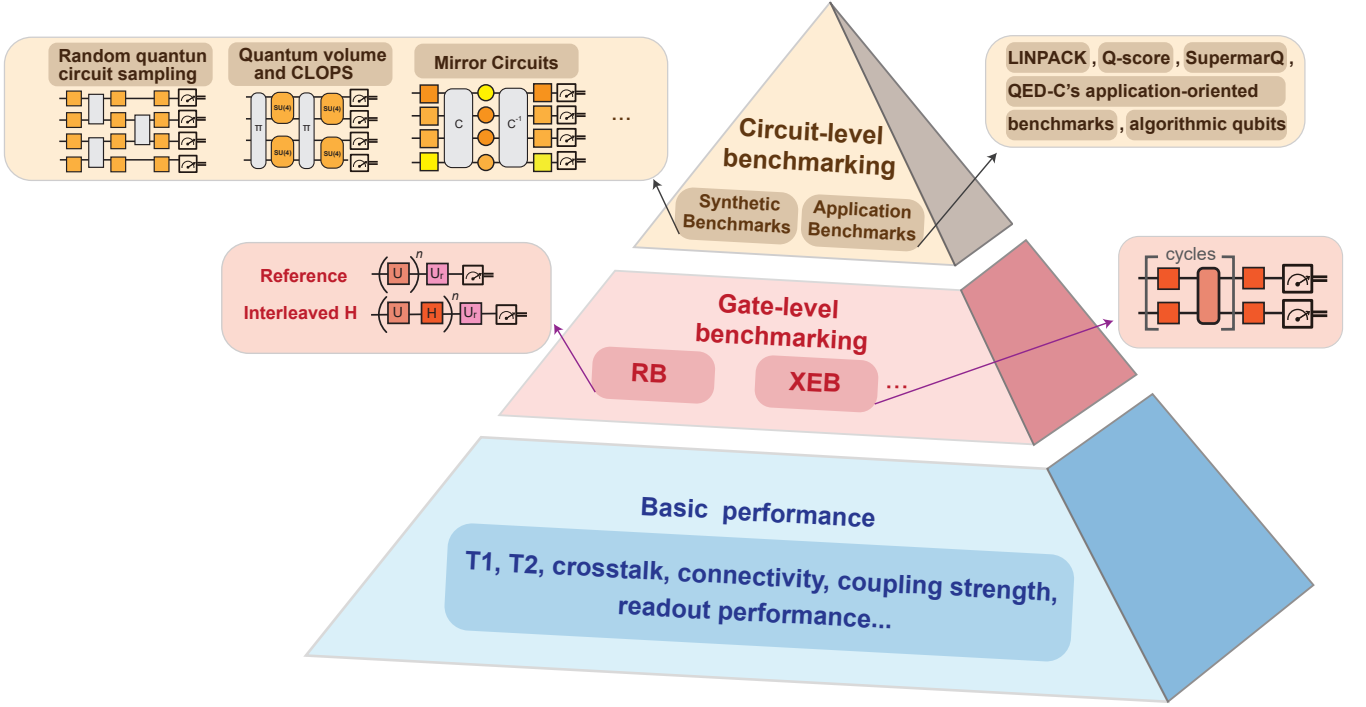 Random quantun
circuit sampling
Quantum volume
and CLOPS
π
SU(4)
SU(4)
π
SU(4)
SU(4)
Mirror Circuits
C
C⁻¹
...
LINPACK , Q-score , SupermarQ ,
QED-C's application-oriented
benchmarks , algorithmic qubits
Circuit-level
benchmarking
Synthetic
Benchmarks
Application
Benchmarks
Reference
( U )ⁿ Uᵣ
Interleaved H
( U H )ⁿ Uᵣ
Gate-level
benchmarking
RB
XEB
...
cycles
Basic performance
T1, T2, crosstalk, connectivity, coupling strength,
readout performance...